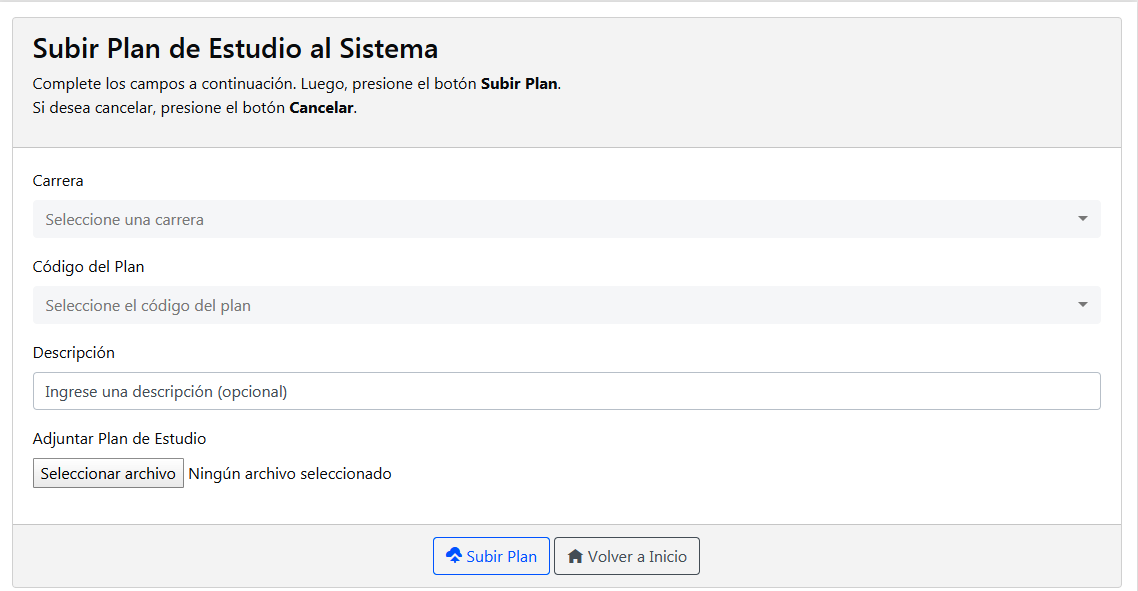 Subir Plan de Estudio al Sistema
Complete los campos a continuación. Luego, presione el botón Subir Plan.
Si desea cancelar, presione el botón Cancelar.
Carrera
Seleccione una carrera
Código del Plan
Seleccione el código del plan
Descripción
Ingrese una descripción (opcional)
Adjuntar Plan de Estudio
Seleccionar archivo Ningún archivo seleccionado
Subir Plan Volver a Inicio